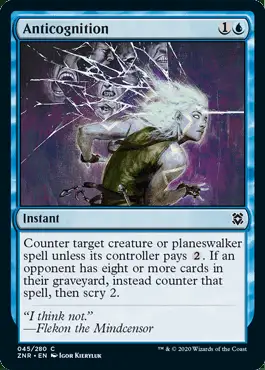 Anticognition 1
Instant
Counter target creature or planeswalker
spell unless its controller pays 2. If an
opponent has eight or more cards in
their graveyard, instead counter that
spell, then scry 2.
“I think not.”
—Flekon the Mindcensor
045/280 C
ZNR • EN Igor Kieryluk
™ & © 2020 Wizards of the Coast